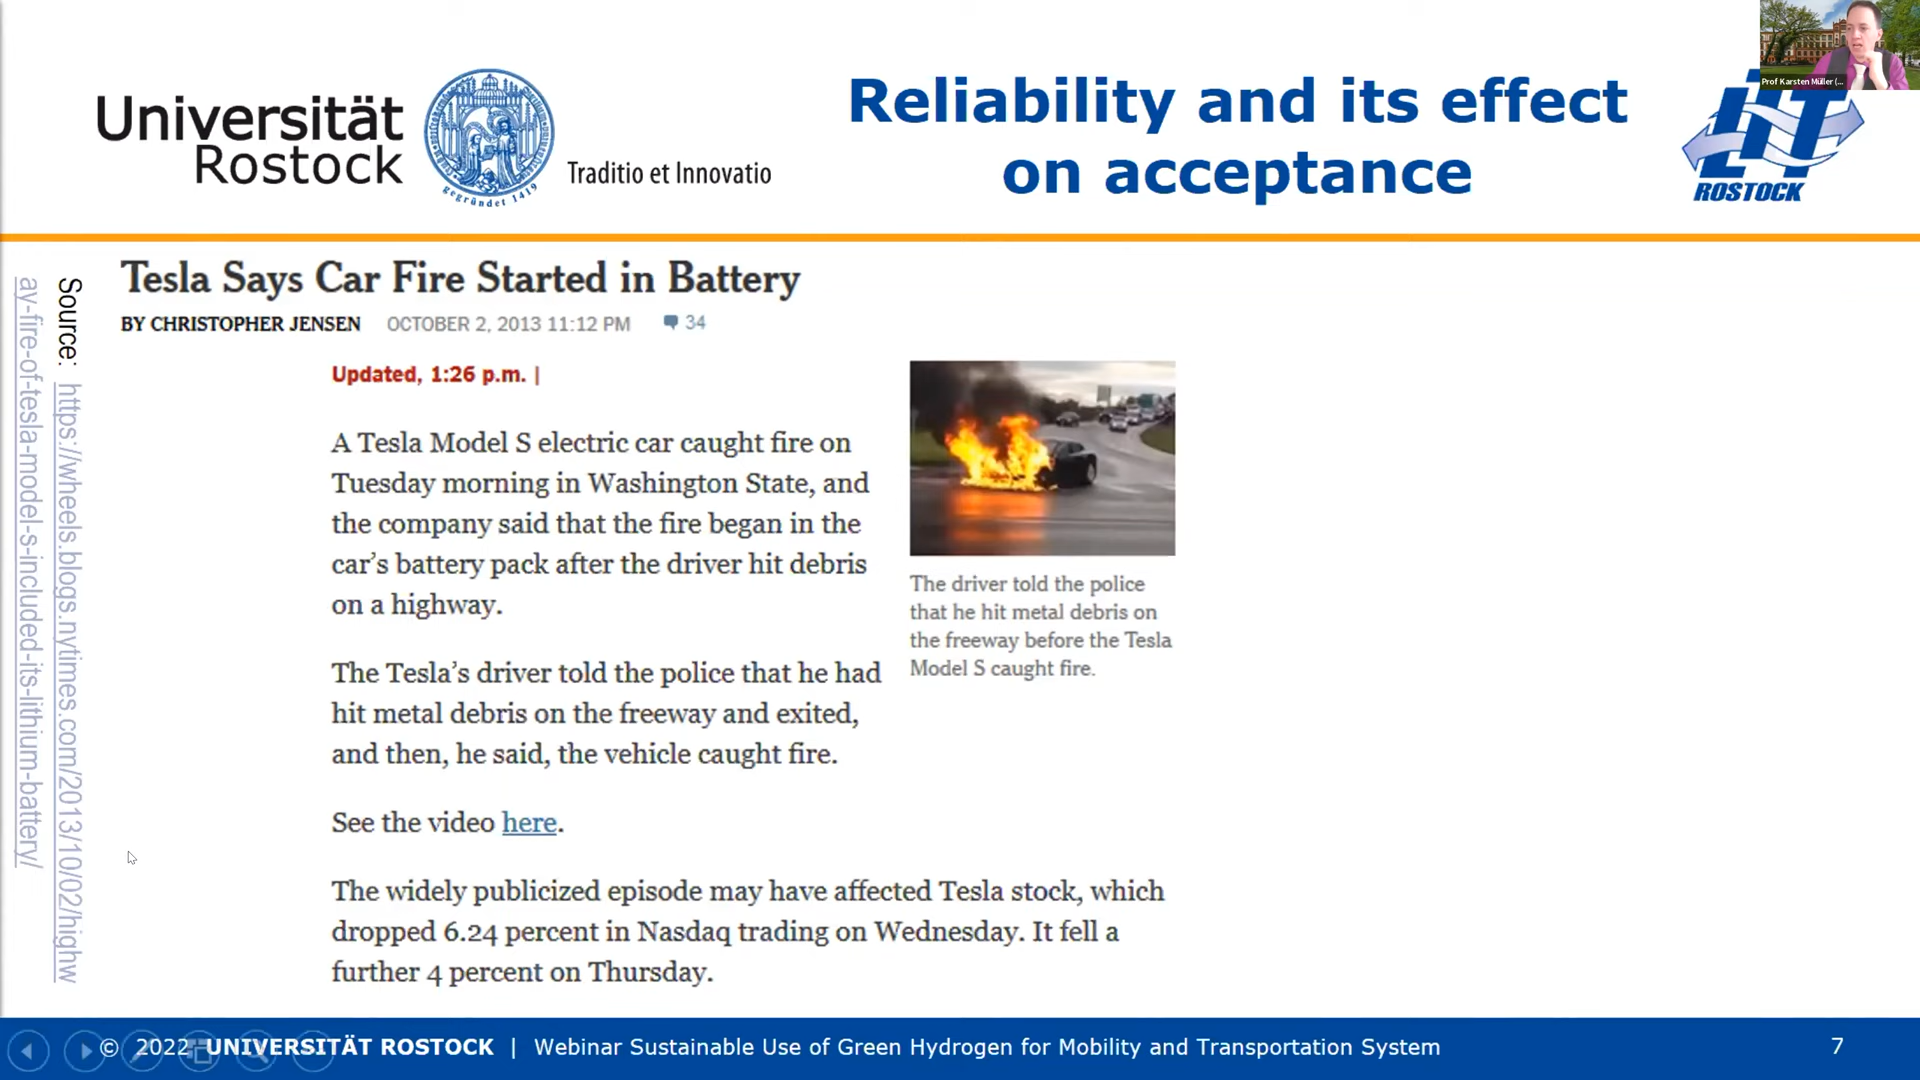 Prof Karsten Müller (...
Universität
Rostock
gegründet 1419
Traditio et Innovatio
Reliability and its effect
on acceptance
LIT
ROSTOCK
Source: https://wheels.blogs.nytimes.com/2013/10/02/highw
ay-fire-of-tesla-model-s-included-its-lithium-battery/
Tesla Says Car Fire Started in Battery
BY CHRISTOPHER JENSEN OCTOBER 2, 2013 11:12 PM 34
Updated, 1:26 p.m. |
A Tesla Model S electric car caught fire on
Tuesday morning in Washington State, and
the company said that the fire began in the
car’s battery pack after the driver hit debris
on a highway.
The Tesla’s driver told the police that he had
hit metal debris on the freeway and exited,
and then, he said, the vehicle caught fire.
See the video here.
The widely publicized episode may have affected Tesla stock, which
dropped 6.24 percent in Nasdaq trading on Wednesday. It fell a
further 4 percent on Thursday.
The driver told the police
that he hit metal debris on
the freeway before the Tesla
Model S caught fire.
© 2022 UNIVERSITÄT ROSTOCK | Webinar Sustainable Use of Green Hydrogen for Mobility and Transportation System
7